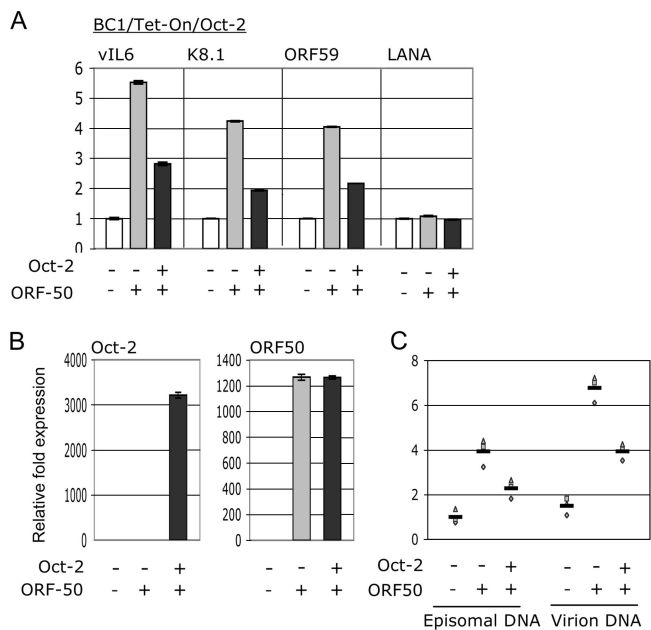 A
BC1/Tet-On/Oct-2
vIL6 K8.1 ORF59 LANA
6
5
4
3
2
1
0
Oct-2 - - + - - + - - + - - +
ORF-50 - + + - + + - + + - + +
B
Relative fold expression
Oct-2
4000
3000
2000
1000
0
ORF50
1400
1200
1000
800
600
400
200
0
Oct-2 - - + - - +
ORF-50 - + + - + +
C
8
6
4
2
0
Oct-2 - - + - - +
ORF50 - + + - + +
Episomal DNA Virion DNA